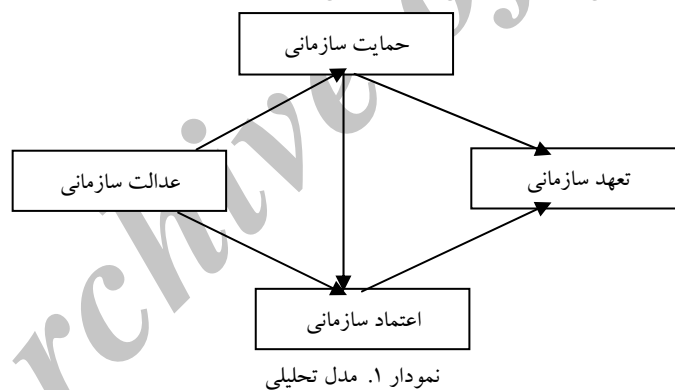 حمایت سازمانی
عدالت سازمانی
تعهد سازمانی
اعتماد سازمانی
نمودار ۱. مدل تحلیلی